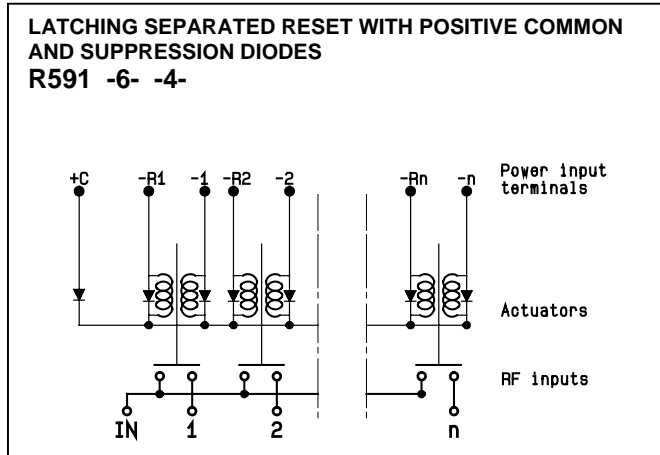 LATCHING SEPARATED RESET WITH POSITIVE COMMON
AND SUPPRESSION DIODES
R591 -6- -4-
+C -R1 -1 -R2 -2 -Rn -n Power input
terminals
Actuators
RF inputs
IN 1 2 n